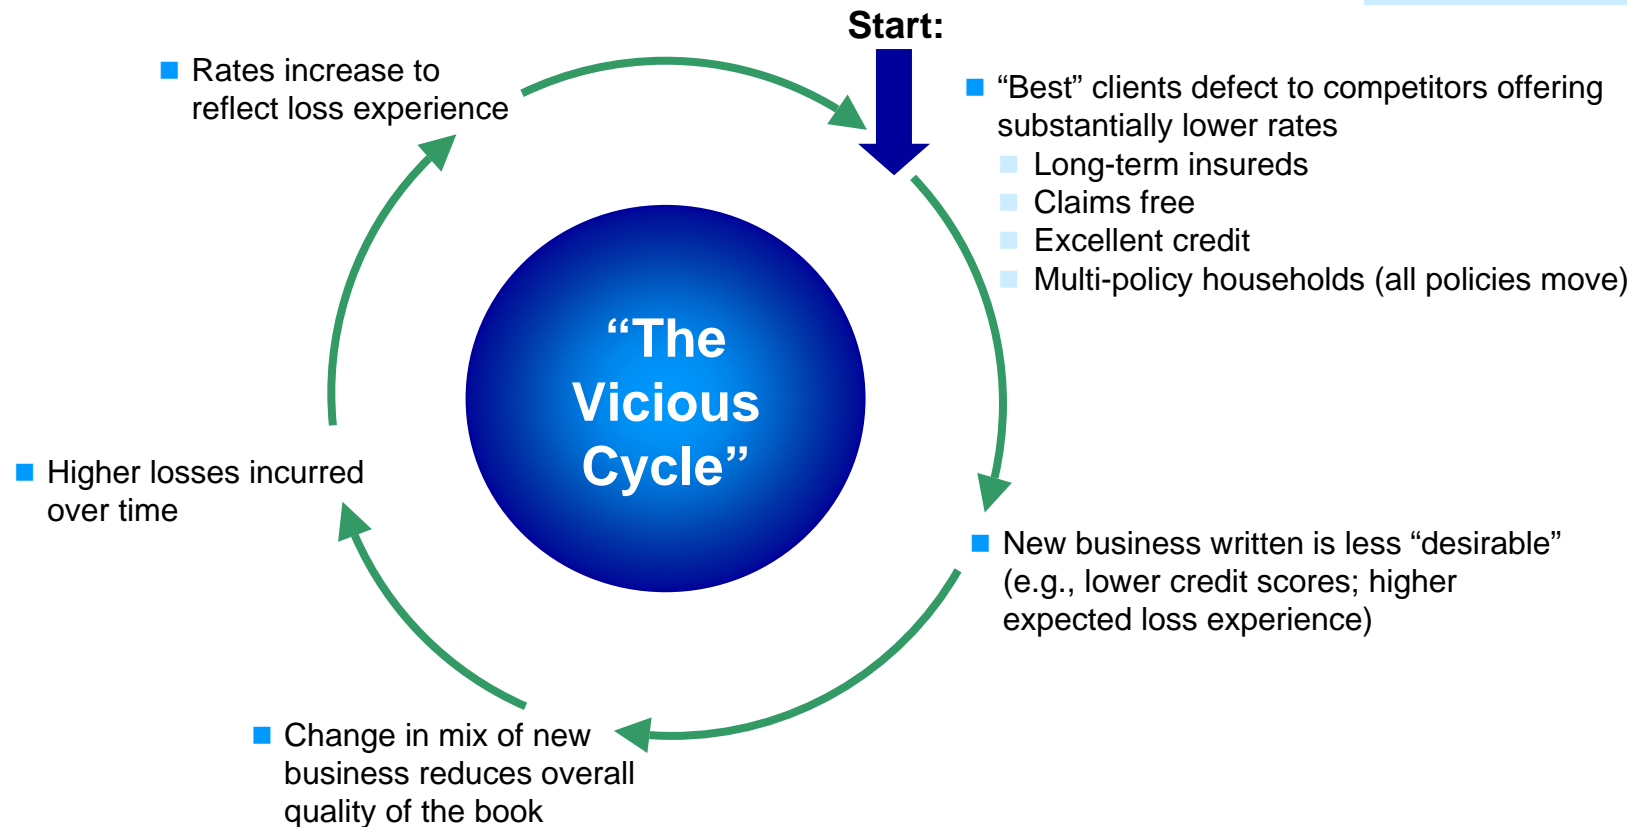 Start:
“Best” clients defect to competitors offering
substantially lower rates
Long-term insureds
Claims free
Excellent credit
Multi-policy households (all policies move)
New business written is less “desirable”
(e.g., lower credit scores; higher
expected loss experience)
Change in mix of new
business reduces overall
quality of the book
Higher losses incurred
over time
Rates increase to
reflect loss experience
“The
Vicious
Cycle”